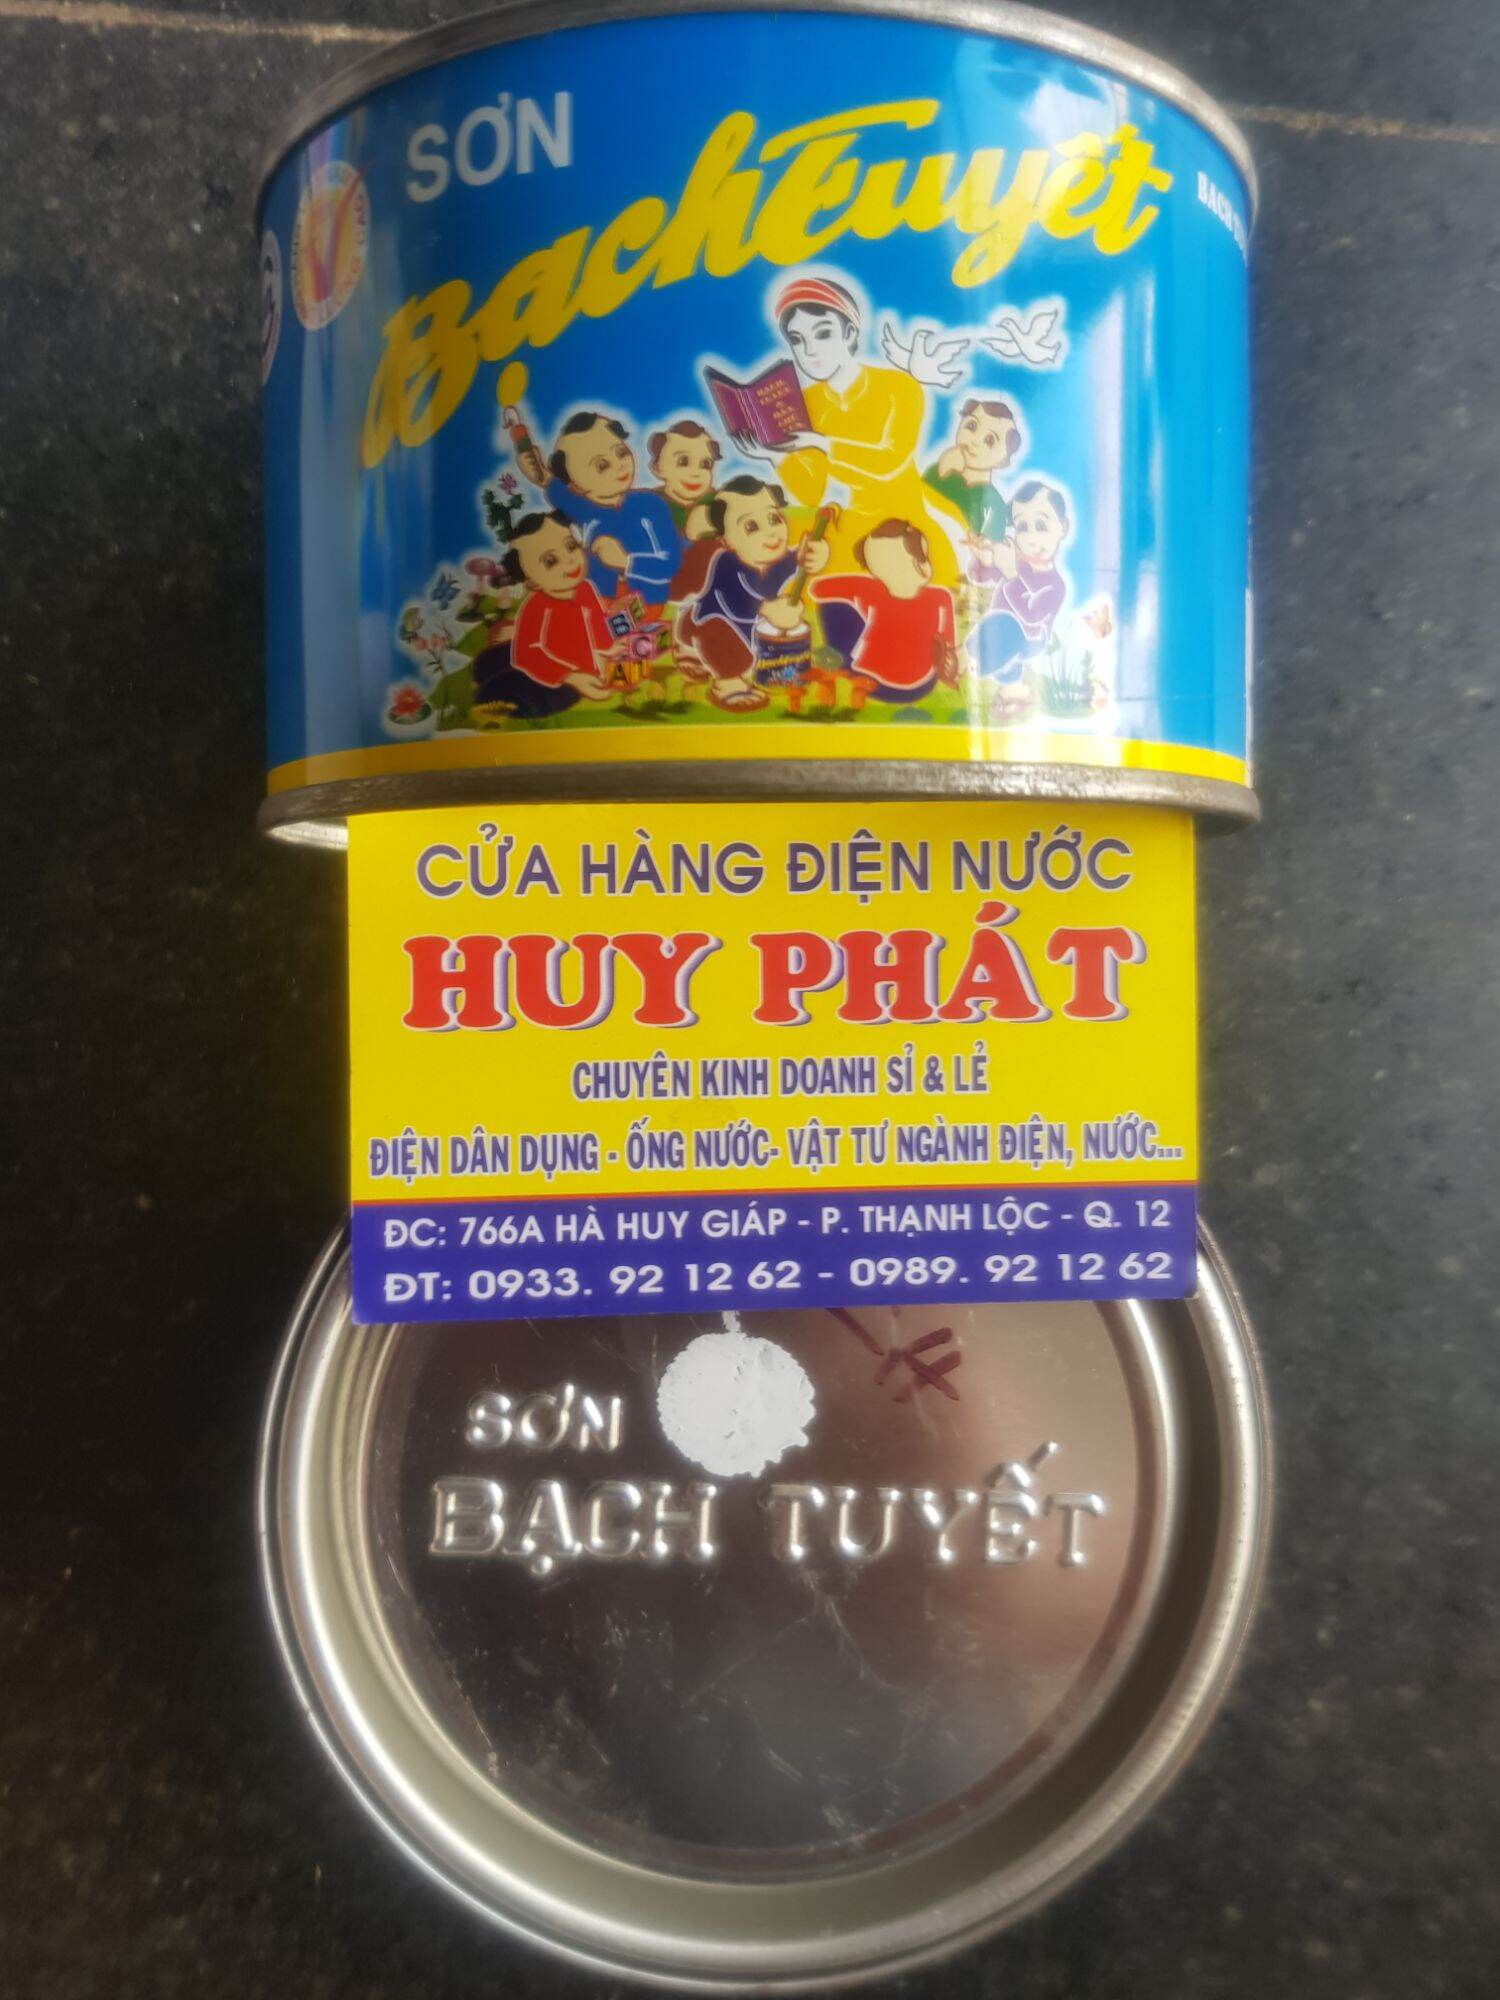 SƠN
BạchTuyết
BẠCH
CỬA HÀNG ĐIỆN NƯỚC
HUY PHÁT
CHUYÊN KINH DOANH SỈ & LẺ
ĐIỆN DÂN DỤNG - ỐNG NƯỚC- VẬT TƯ NGÀNH ĐIỆN, NƯỚC...
ĐC: 766A HÀ HUY GIÁP - P. THẠNH LỘC - Q. 12
ĐT: 0933. 92 12 62 - 0989. 92 12 62
SƠN
BẠCH TUYẾT